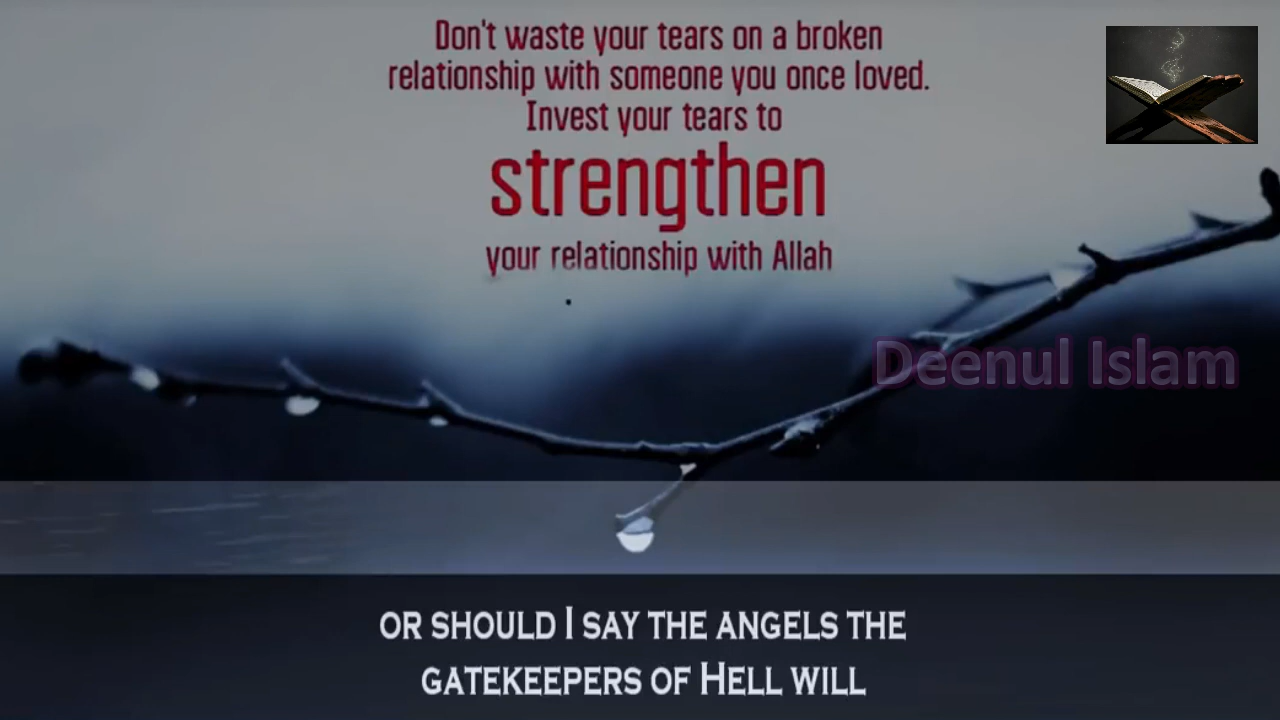 Don't waste your tears on a broken
relationship with someone you once loved.
Invest your tears to
strengthen
your relationship with Allah
Deenul Islam
OR SHOULD I SAY THE ANGELS THE
GATEKEEPERS OF HELL WILL